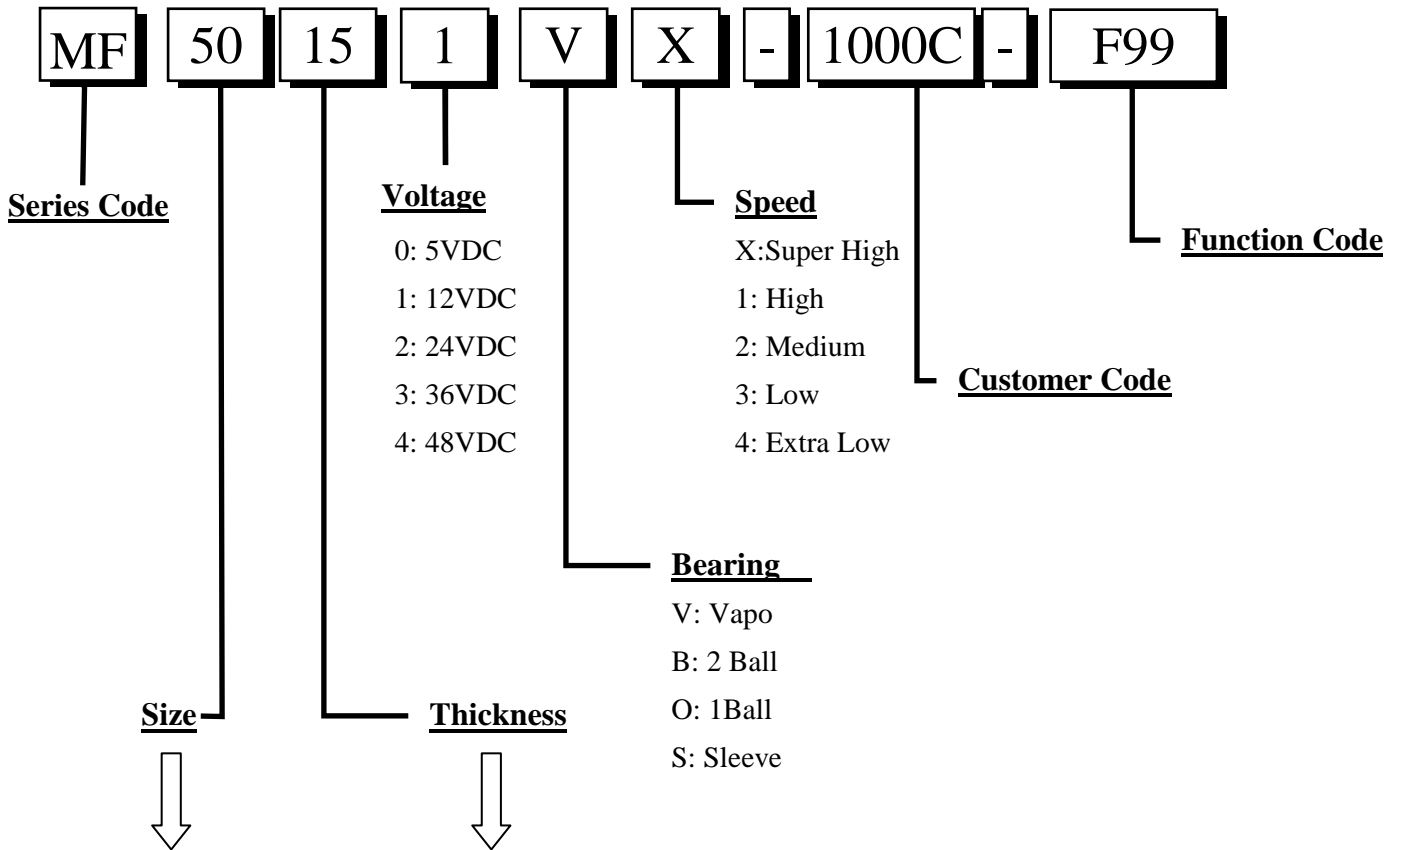 MF 50 15 1 V X - 1000C - F99
Series Code
Voltage
0: 5VDC
1: 12VDC
2: 24VDC
3: 36VDC
4: 48VDC
Speed
X:Super High
1: High
2: Medium
3: Low
4: Extra Low
Function Code
Customer Code
Bearing
V: Vapo
B: 2 Ball
O: 1Ball
S: Sleeve
Size
Thickness